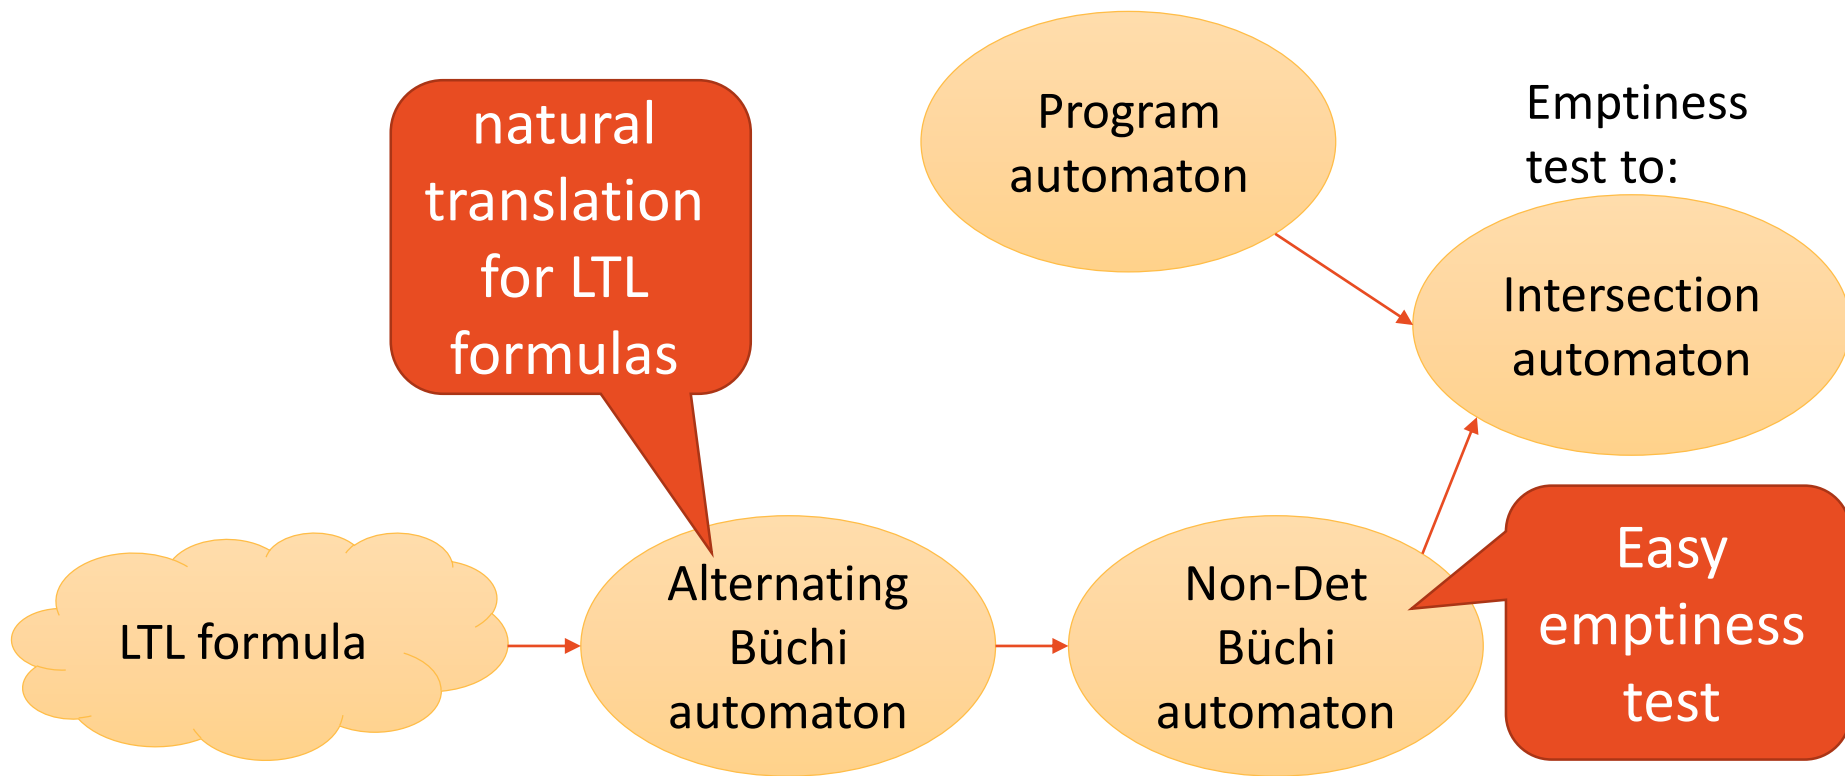 natural
translation
for LTL
formulas
Program
automaton
Emptiness
test to:
Intersection
automaton
LTL formula
Alternating
Büchi
automaton
Non-Det
Büchi
automaton
Easy
emptiness
test